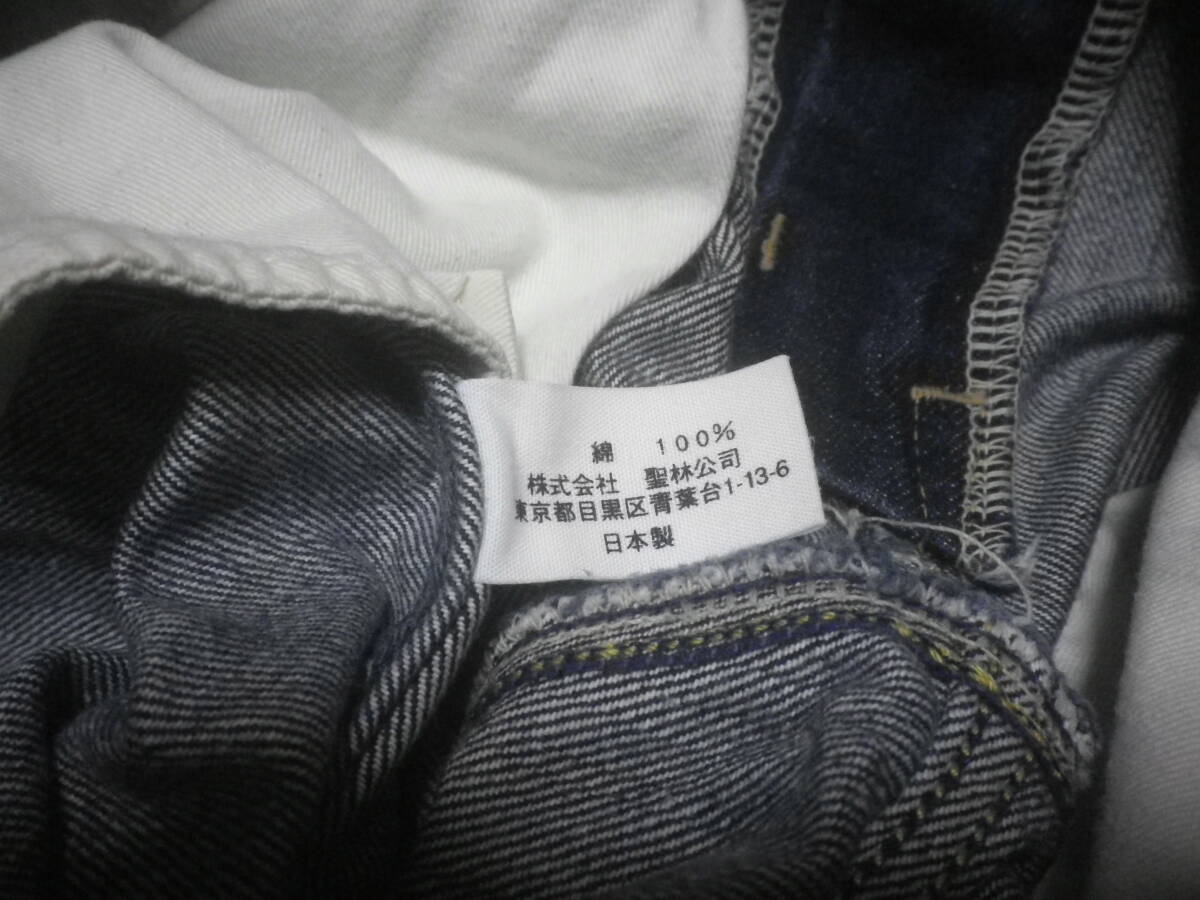 綿　１００％
株式会社　聖林公司
東京都目黒区青葉台1-13-6
日本製